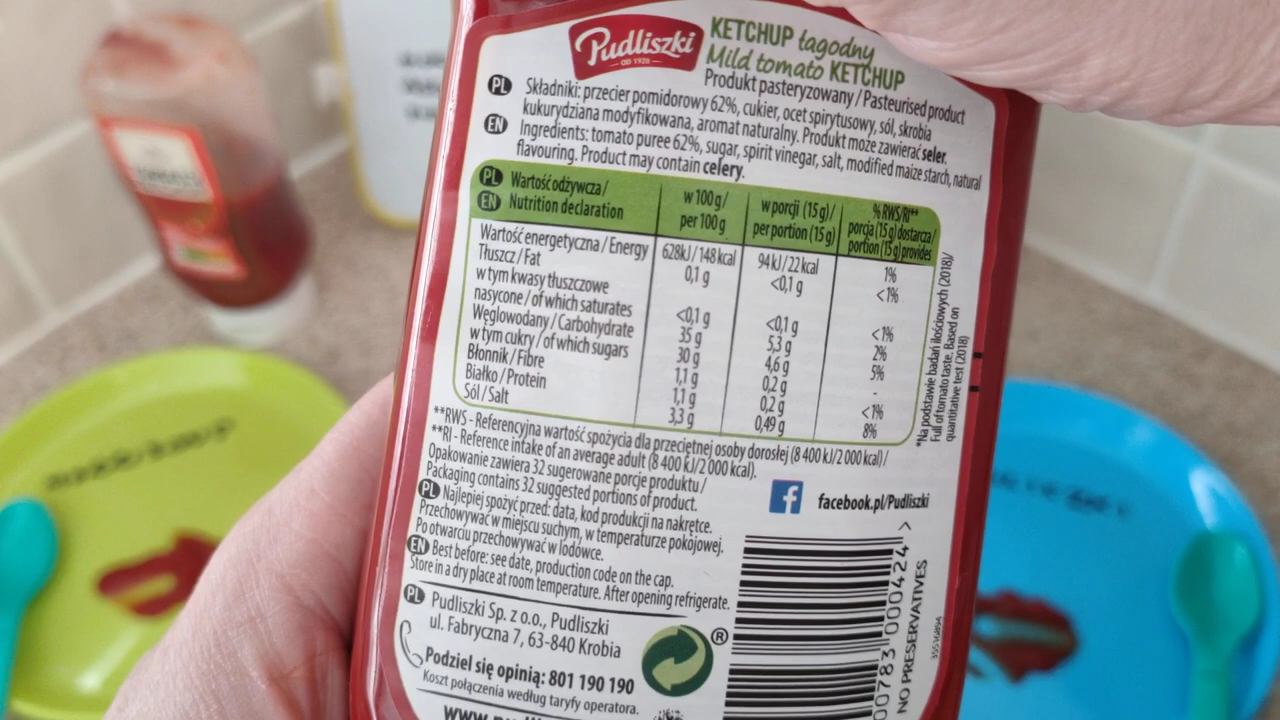 Pudliszki
OD 1920
KETCHUP łagodny
Mild tomato KETCHUP
Produkt pasteryzowany / Pasteurised product
PL Składniki: przecier pomidorowy 62%, cukier, ocet spirytusowy, sól, skrobia
kukurydziana modyfikowana, aromat naturalny. Produkt może zawierać seler.
EN Ingredients: tomato puree 62%, sugar, spirit vinegar, salt, modified maize starch, natural
flavouring. Product may contain celery.
PL Wartość odżywcza /
EN Nutrition declaration
w 100 g/
per 100 g
w porcji (15 g)/
per portion (15 g)
% RWS/RI**
porcja (15 g) dostarcza/
portion (15 g) provides
Wartość energetyczna / Energy 628kJ / 148 kcal 94 kJ / 22 kcal 1%
Tłuszcz / Fat 0,1 g <0,1 g <1%
w tym kwasy tłuszczowe
nasycone / of which saturates <0,1 g <0,1 g <1%
Węglowodany / Carbohydrate 35 g 5,3 g 2%
w tym cukry / of which sugars 30 g 4,6 g 5%
Błonnik / Fibre 1,1 g 0,2 g -
Białko / Protein 1,1 g 0,2 g <1%
Sól / Salt 3,3 g 0,49 g 8%
*Na podstawie badań ilościowych (2018)/
Full of tomato taste. Based on
quantitative test (2018)
**RWS - Referencyjna wartość spożycia dla przeciętnej osoby dorosłej (8 400 kJ/2 000 kcal) /
**RI - Reference intake of an average adult (8 400 kJ/2 000 kcal).
Opakowanie zawiera 32 sugerowane porcje produktu /
Packaging contains 32 suggested portions of product.
PL Najlepiej spożyć przed: data, kod produkcji na nakrętce.
Przechowywać w miejscu suchym, w temperaturze pokojowej.
Po otwarciu przechowywać w lodówce.
EN Best before: see date, production code on the cap.
Store in a dry place at room temperature. After opening refrigerate.
f facebook.pl/Pudliszki
PL Pudliszki Sp. z o.o., Pudliszki
ul. Fabryczna 7, 63-840 Krobia
Podziel się opinią: 801 190 190
Koszt połączenia według taryfy operatora.
®
00783 000424 >
NO PRESERVATIVES